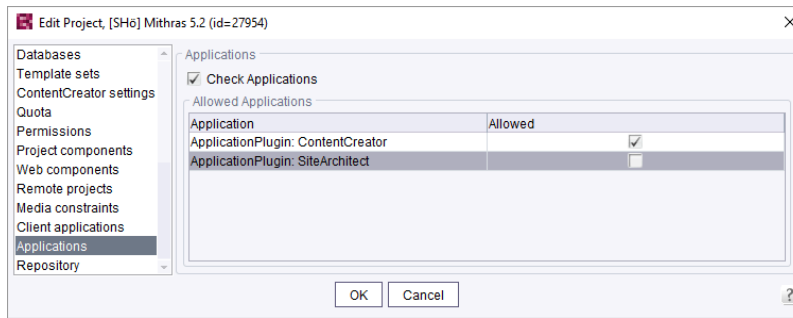 Edit Project, [SHö] Mithras 5.2 (id=27954)
Databases
Template sets
ContentCreator settings
Quota
Permissions
Project components
Web components
Remote projects
Media constraints
Client applications
Applications
Repository
Applications
Check Applications
Allowed Applications
Application Allowed
ApplicationPlugin: ContentCreator
ApplicationPlugin: SiteArchitect
OK Cancel
?